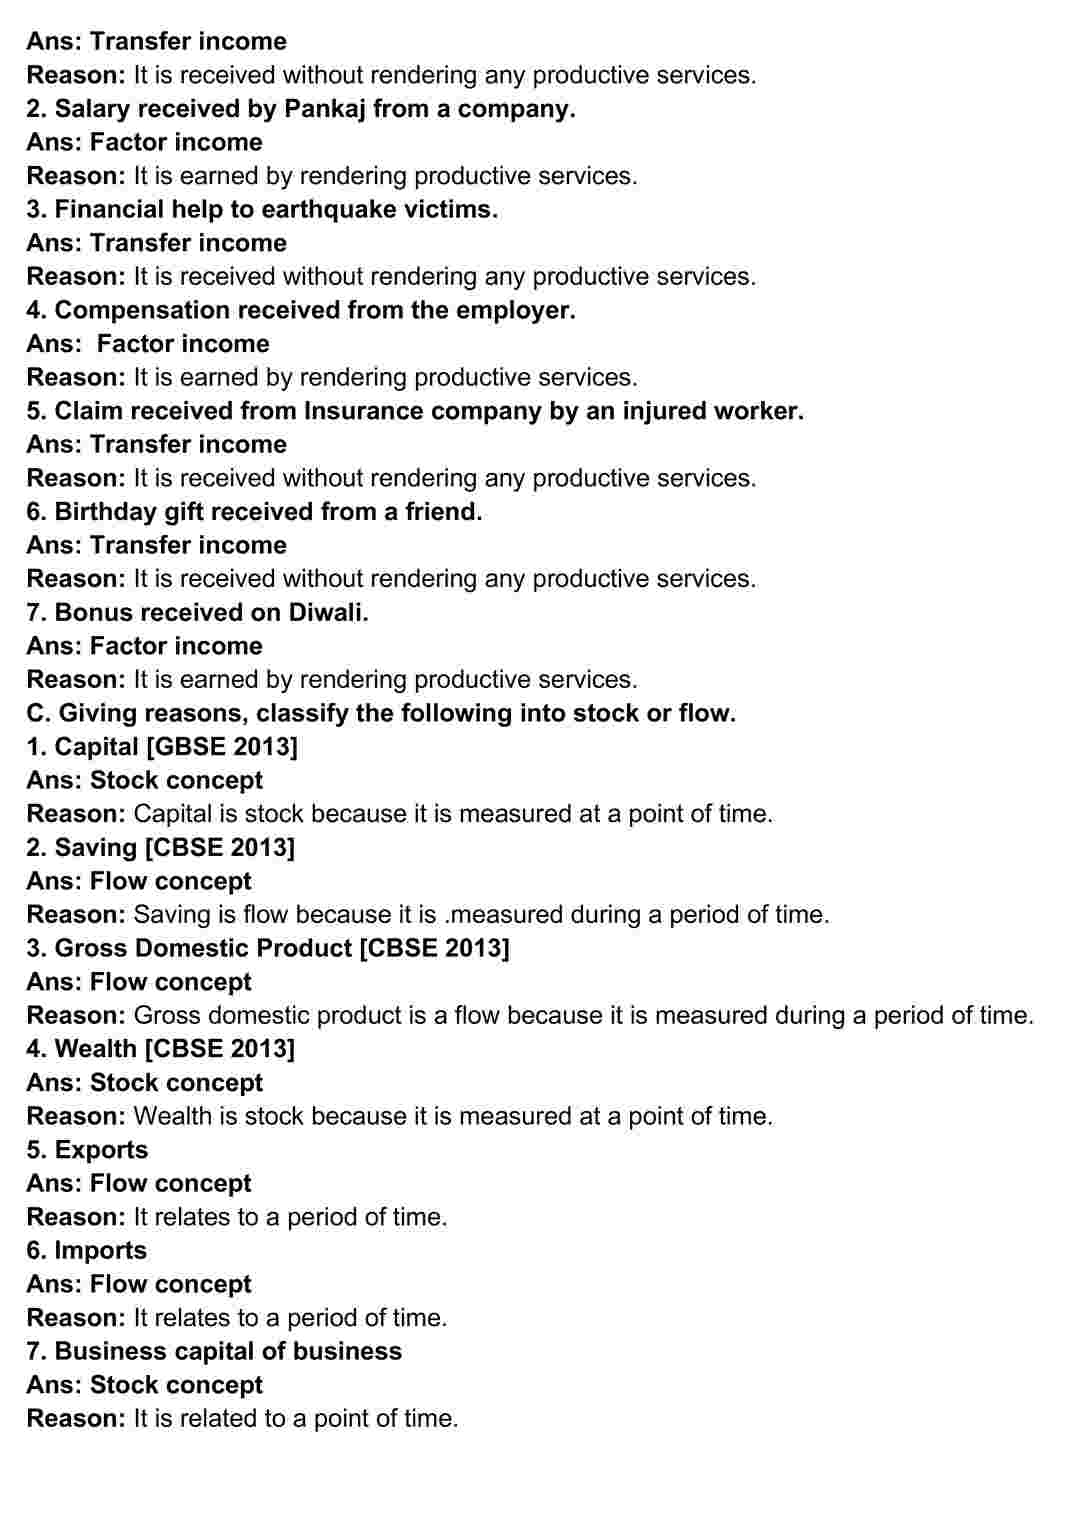 Ans: Transfer income
Reason: It is received without rendering any productive services.
2. Salary received by Pankaj from a company.
Ans: Factor income
Reason: It is earned by rendering productive services.
3. Financial help to earthquake victims.
Ans: Transfer income
Reason: It is received without rendering any productive services.
4. Compensation received from the employer.
Ans:  Factor income
Reason: It is earned by rendering productive services.
5. Claim received from Insurance company by an injured worker.
Ans: Transfer income
Reason: It is received without rendering any productive services.
6. Birthday gift received from a friend.
Ans: Transfer income
Reason: It is received without rendering any productive services.
7. Bonus received on Diwali.
Ans: Factor income
Reason: It is earned by rendering productive services.
C. Giving reasons, classify the following into stock or flow.
1. Capital [GBSE 2013]
Ans: Stock concept
Reason: Capital is stock because it is measured at a point of time.
2. Saving [CBSE 2013]
Ans: Flow concept
Reason: Saving is flow because it is .measured during a period of time.
3. Gross Domestic Product [CBSE 2013]
Ans: Flow concept
Reason: Gross domestic product is a flow because it is measured during a period of time.
4. Wealth [CBSE 2013]
Ans: Stock concept
Reason: Wealth is stock because it is measured at a point of time.
5. Exports
Ans: Flow concept
Reason: It relates to a period of time.
6. Imports
Ans: Flow concept
Reason: It relates to a period of time.
7. Business capital of business
Ans: Stock concept
Reason: It is related to a point of time.